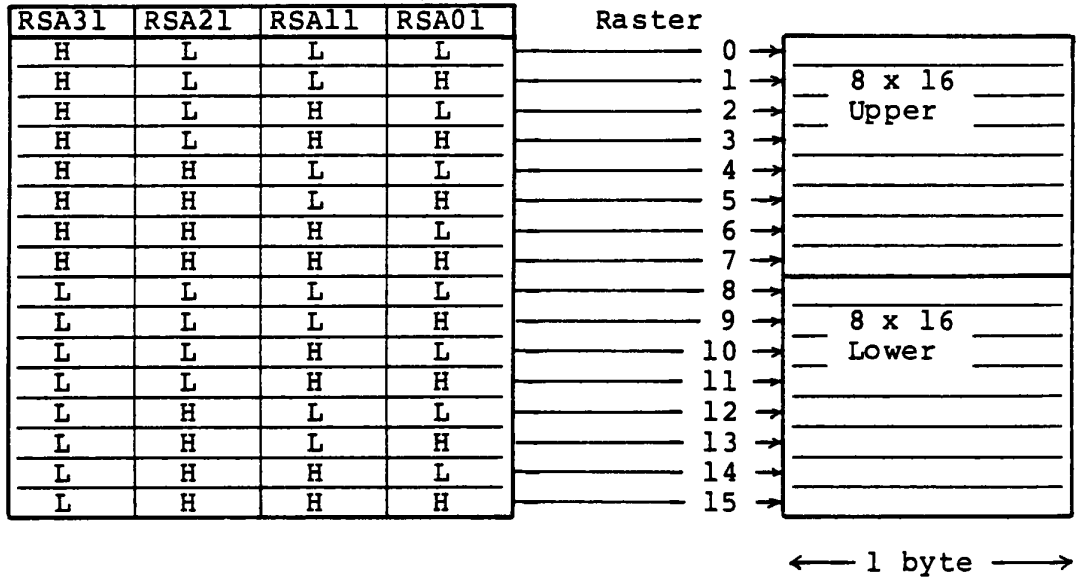 RSA31 RSA21 RSA11 RSA01 Raster
H L L L 0
H L L H 1 8 x 16
H L H L 2 Upper
H L H H 3
H H L L 4
H H L H 5
H H H L 6
H H H H 7
L L L L 8
L L L H 9 8 x 16
L L H L 10 Lower
L L H H 11
L H L L 12
L H L H 13
L H H L 14
L H H H 15
1 byte